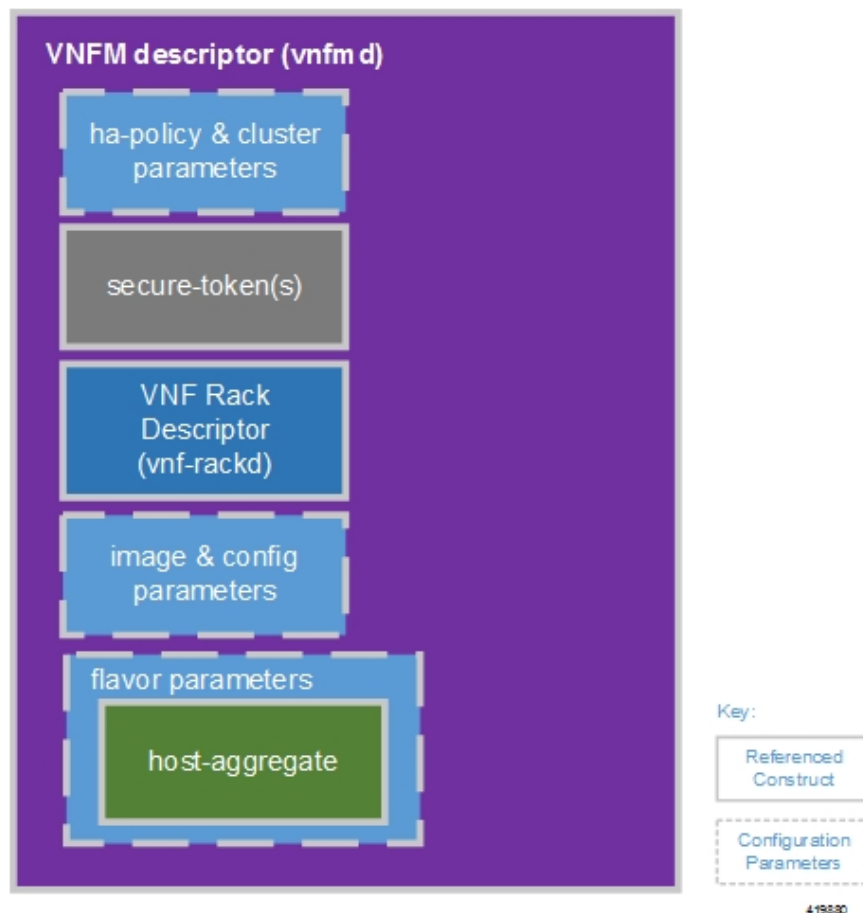 VNFM descriptor (vnfmd)
ha-policy & cluster
parameters
secure-token(s)
VNF Rack
Descriptor
(vnf-rackd)
image & config
parameters
flavor parameters
host-aggregate
Key:
Referenced
Construct
Configuration
Parameters
419880